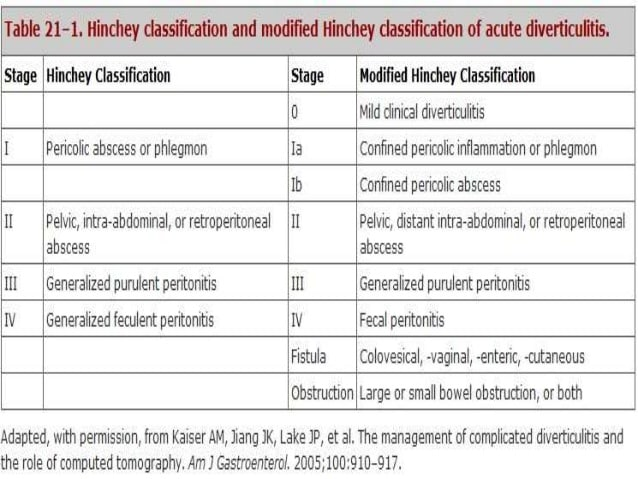 Table 21–1. Hinchey classification and modified Hinchey classification of acute diverticulitis.
Stage Hinchey Classification Stage Modified Hinchey Classification
0 Mild clinical diverticulitis
I Pericolic abscess or phlegmon Ia Confined pericolic inflammation or phlegmon
Ib Confined pericolic abscess
II Pelvic, intra-abdominal, or retroperitoneal II Pelvic, distant intra-abdominal, or retroperitoneal
abscess abscess
III Generalized purulent peritonitis III Generalized purulent peritonitis
IV Generalized feculent peritonitis IV Fecal peritonitis
Fistula Colovesical, -vaginal, -enteric, -cutaneous
Obstruction Large or small bowel obstruction, or both
Adapted, with permission, from Kaiser AM, Jiang JK, Lake JP, et al. The management of complicated diverticulitis and
the role of computed tomography. Am J Gastroenterol. 2005;100:910–917.